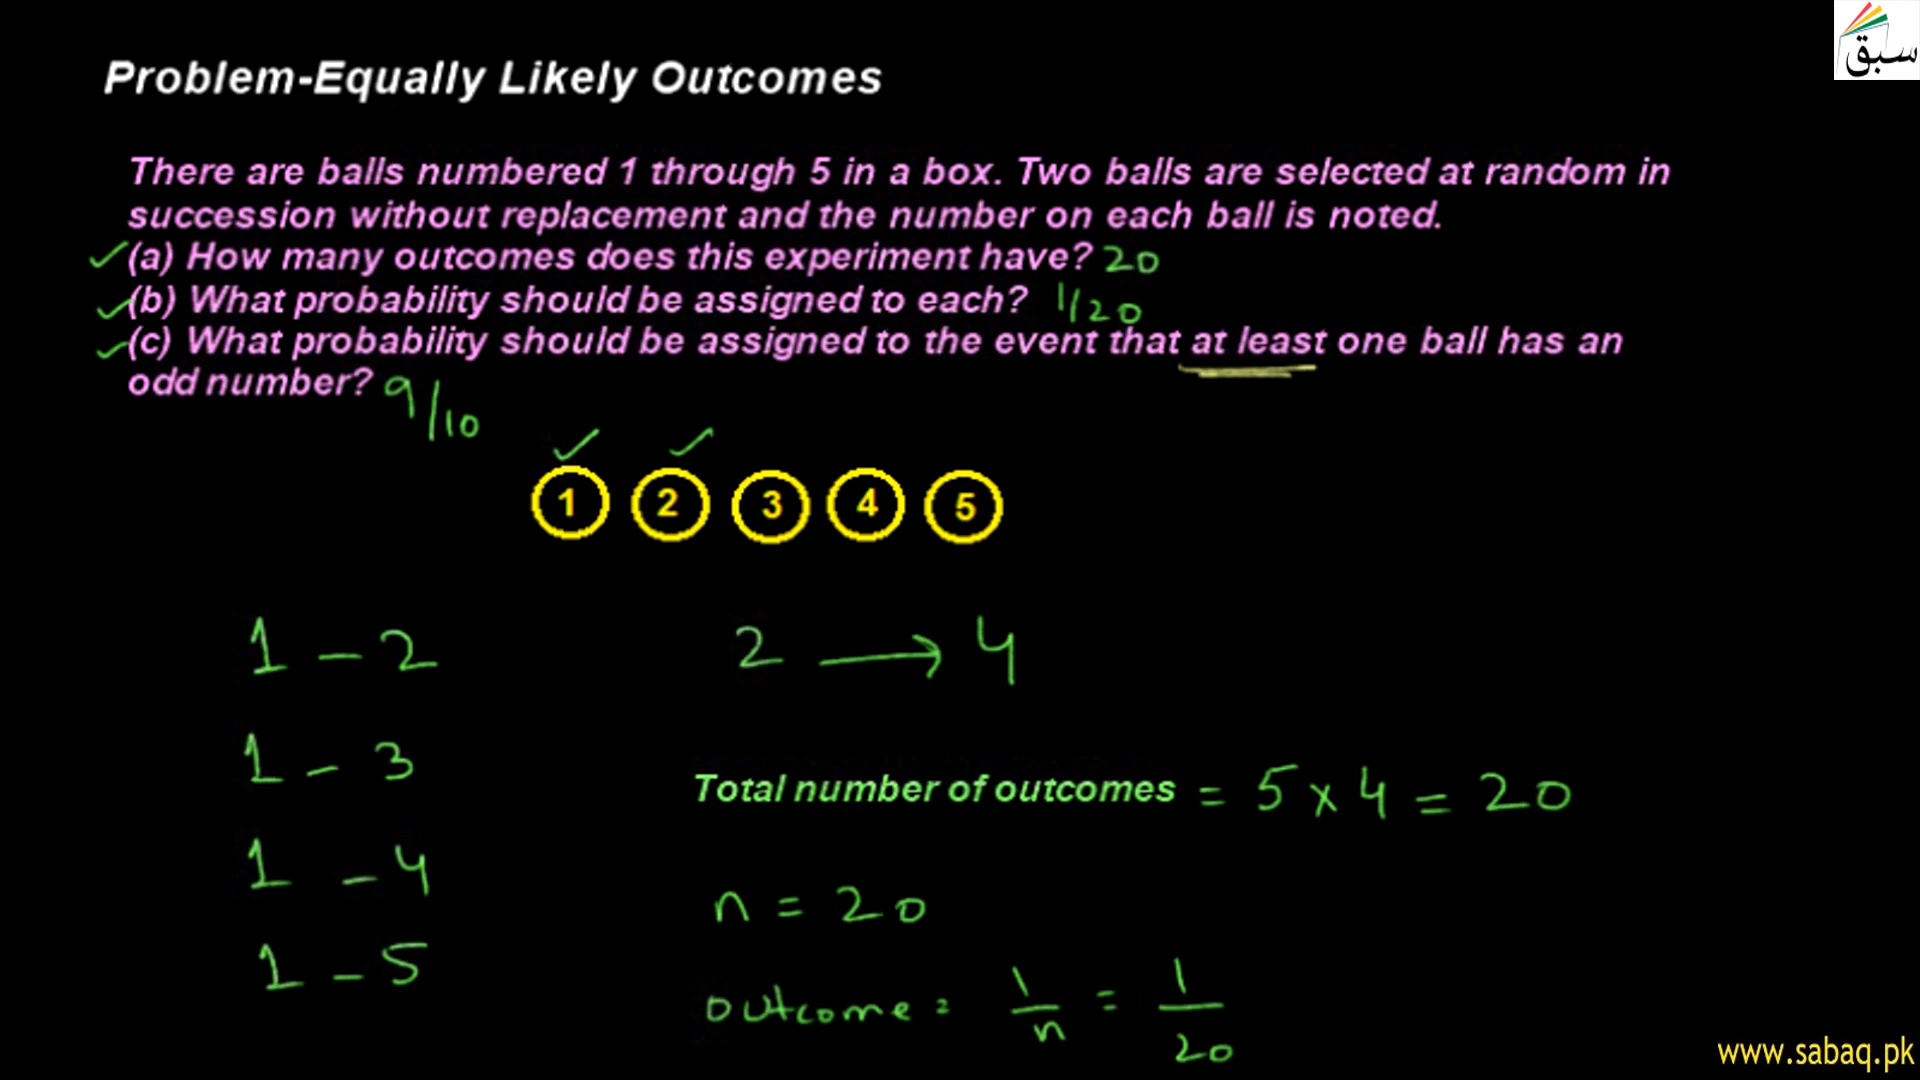 سبق
Problem-Equally Likely Outcomes
There are balls numbered 1 through 5 in a box. Two balls are selected at random in
succession without replacement and the number on each ball is noted.
(a) How many outcomes does this experiment have? 20
(b) What probability should be assigned to each? 1/20
(c) What probability should be assigned to the event that at least one ball has an
odd number? 9/10
1 2 3 4 5
1 - 2
2 → 4
1 - 3
Total number of outcomes = 5 x 4 = 20
1 - 4
n = 20
1 - 5
outcome = 1/n = 1/20
www.sabaq.pk